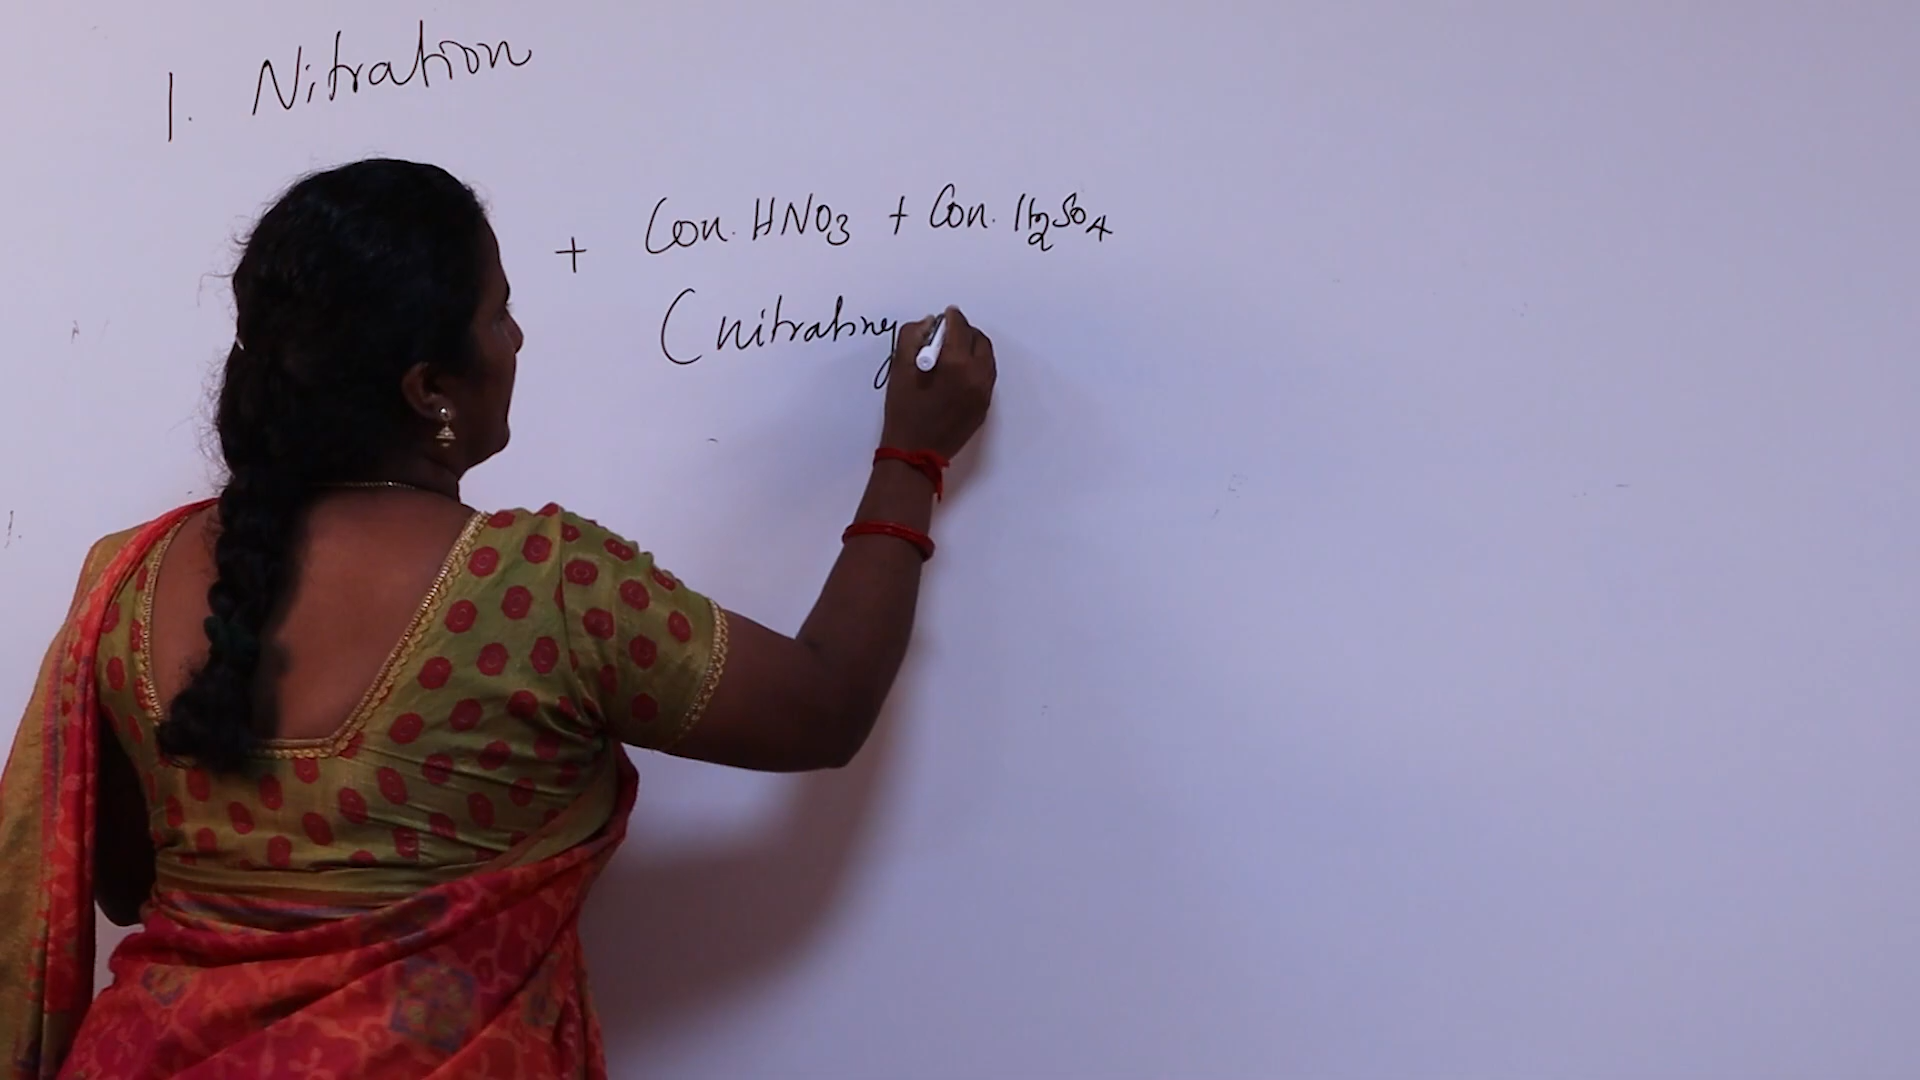 1. Nitration
+ Con. HNO3 + Con. H2SO4
(nitrating